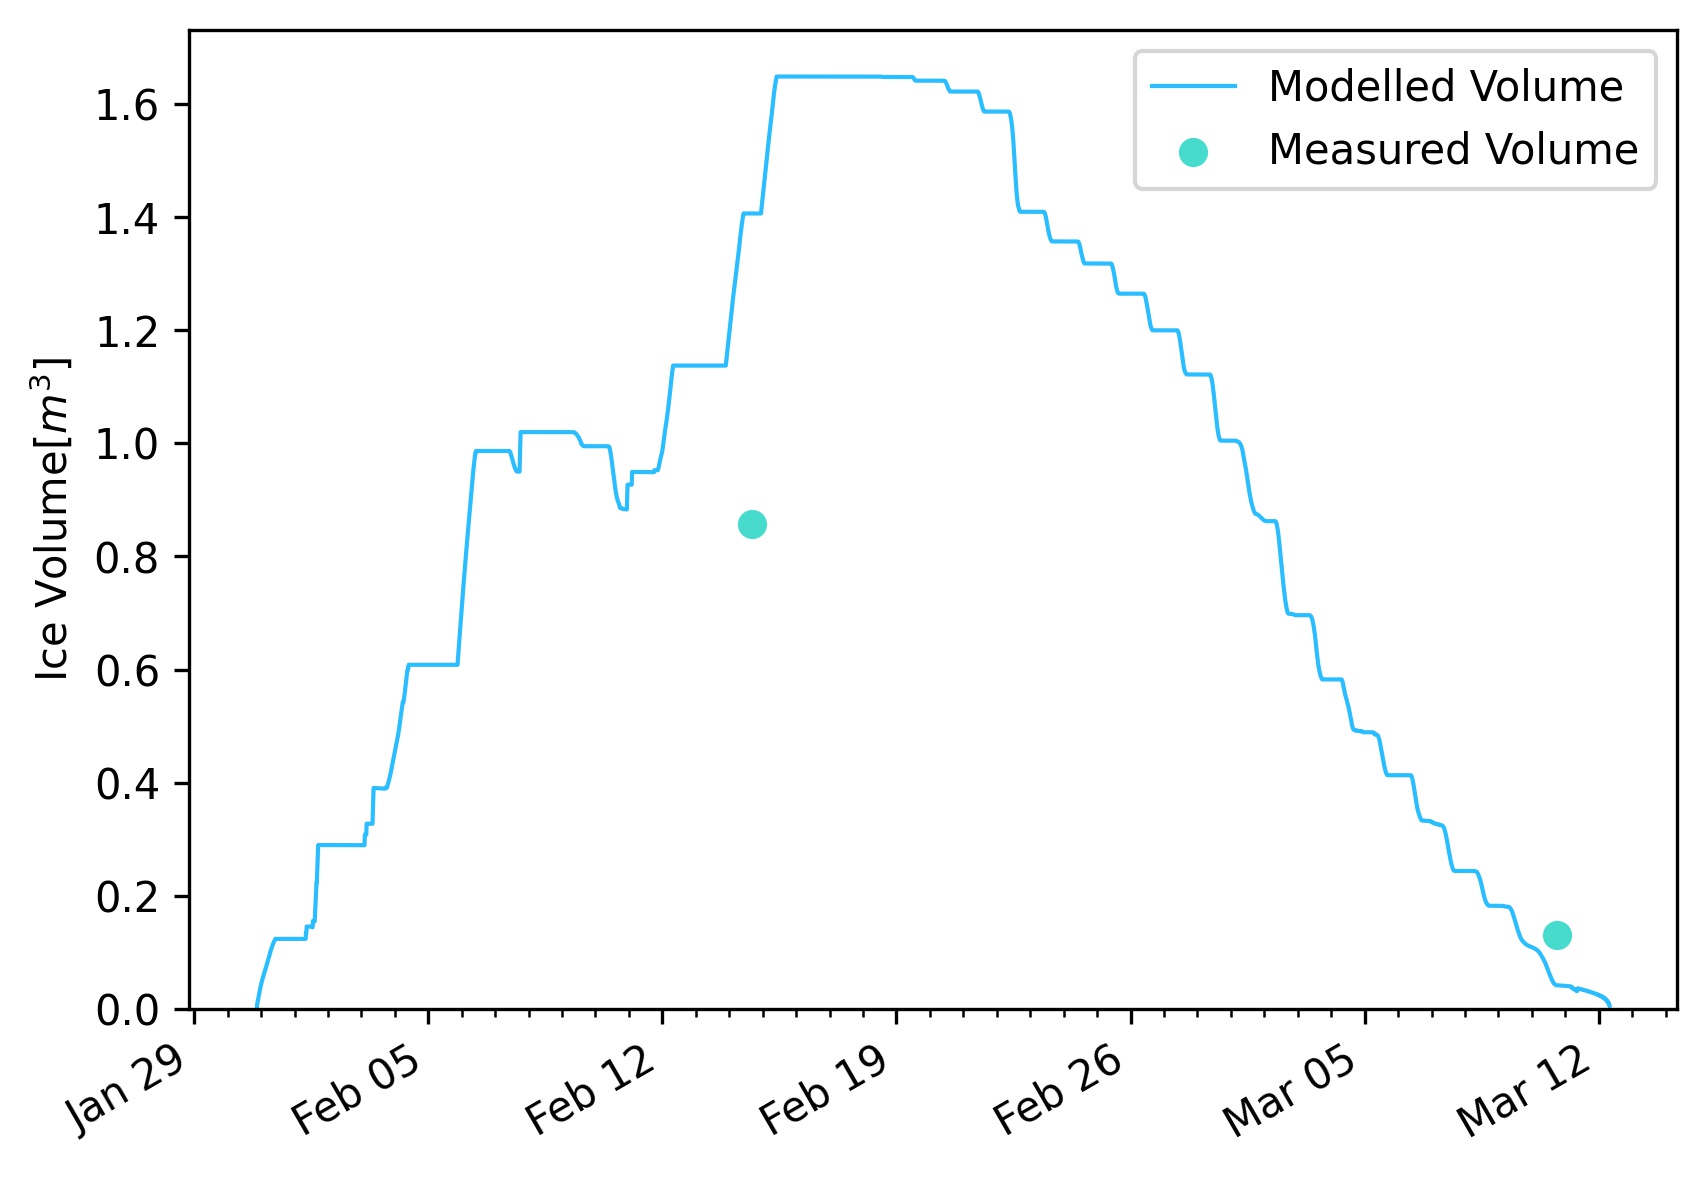 Modelled Volume
Measured Volume
Ice Volume[m³]
1.6
1.4
1.2
1.0
0.8
0.6
0.4
0.2
0.0
Jan 29
Feb 05
Feb 12
Feb 19
Feb 26
Mar 05
Mar 12